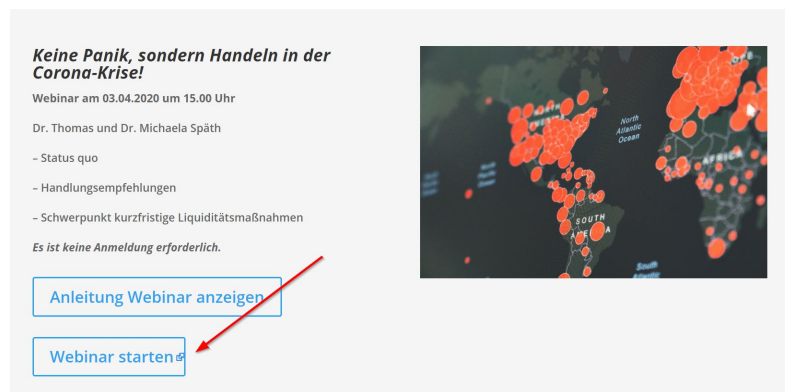 Keine Panik, sondern Handeln in der
Corona-Krise!
Webinar am 03.04.2020 um 15.00 Uhr
Dr. Thomas und Dr. Michaela Späth
– Status quo
– Handlungsempfehlungen
– Schwerpunkt kurzfristige Liquiditätsmaßnahmen
Es ist keine Anmeldung erforderlich.
Anleitung Webinar anzeigen
Webinar starten
North
Atlantic
Ocean
AFRICA
SOUTH
AMERICA
South